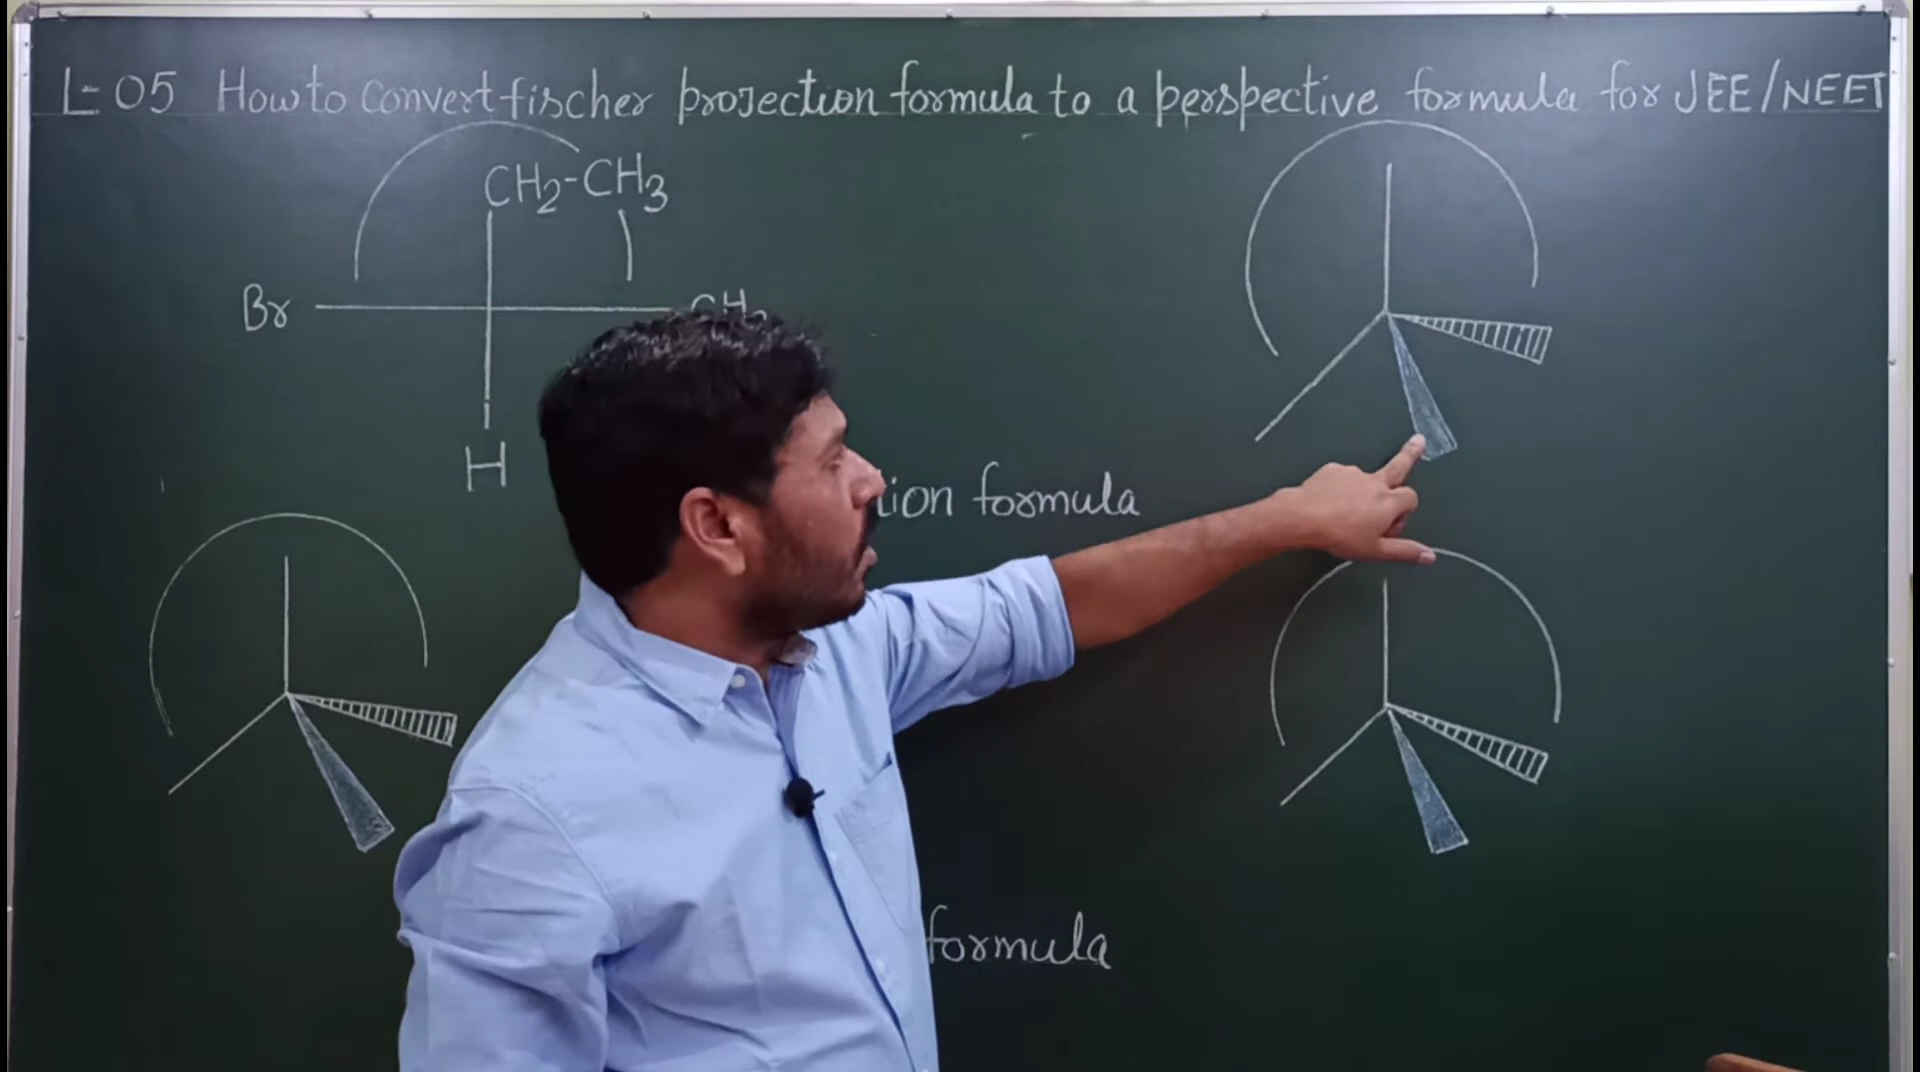 L-05 How to convert fischer projection formula to a perspective formula for JEE/NEET
CH2-CH3
Br
H
formula
formula